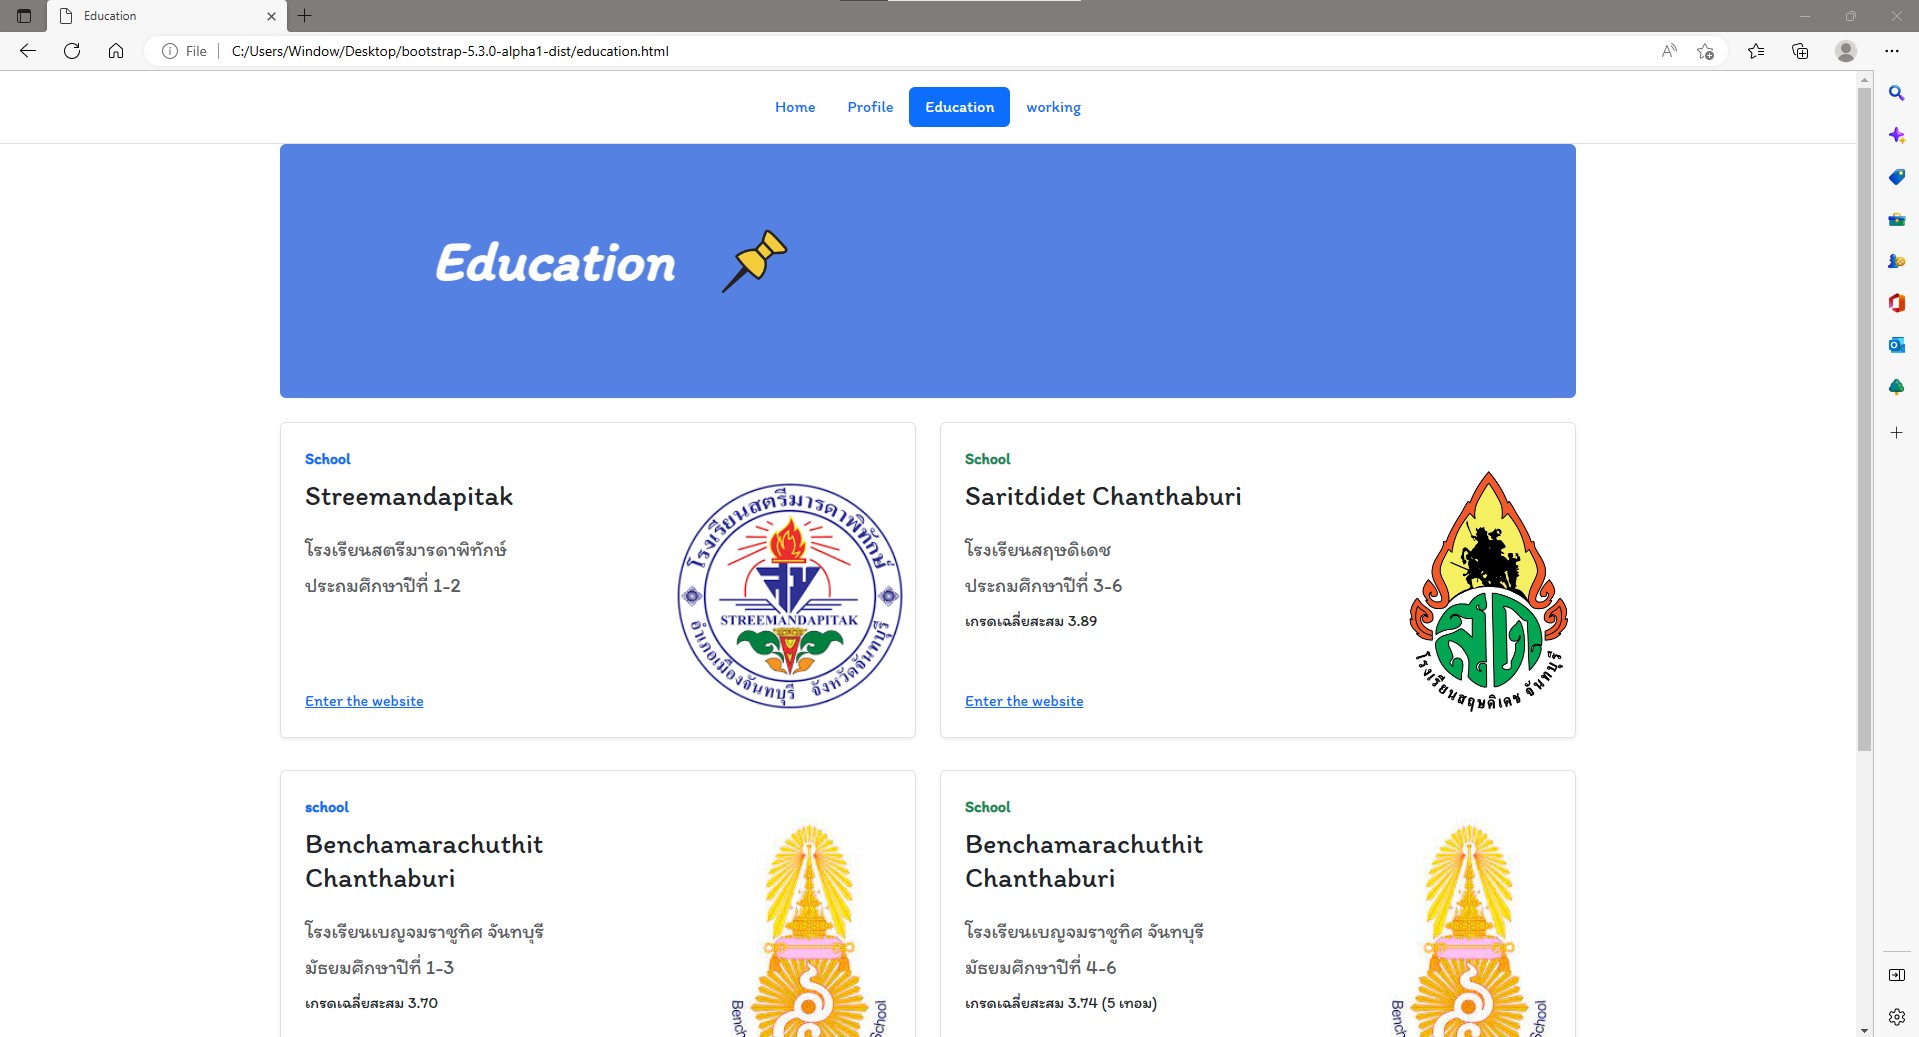 Education
File
C:/Users/Window/Desktop/bootstrap-5.3.0-alpha1-dist/education.html
Home
Profile
Education
working
Education
School
Streemandapitak
โรงเรียนสตรีมารดาพิทักษ์
ประถมศึกษาปีที่ 1-2
Enter the website
โรงเรียนสตรีมารดาพิทักษ์
สม
STREEMANDAPITAK
อำเภอเมืองจันทบุรี จังหวัดจันทบุรี
School
Saritdidet Chanthaburi
โรงเรียนสฤษดิเดช
ประถมศึกษาปีที่ 3-6
เกรดเฉลี่ยสะสม 3.89
Enter the website
สด
โรงเรียนสฤษดิเดช จันทบุรี
school
Benchamarachuthit
Chanthaburi
โรงเรียนเบญจมราชูทิศ จันทบุรี
มัธยมศึกษาปีที่ 1-3
เกรดเฉลี่ยสะสม 3.70
School
School
Benchamarachuthit
Chanthaburi
โรงเรียนเบญจมราชูทิศ จันทบุรี
มัธยมศึกษาปีที่ 4-6
เกรดเฉลี่ยสะสม 3.74 (5 เทอม)
School